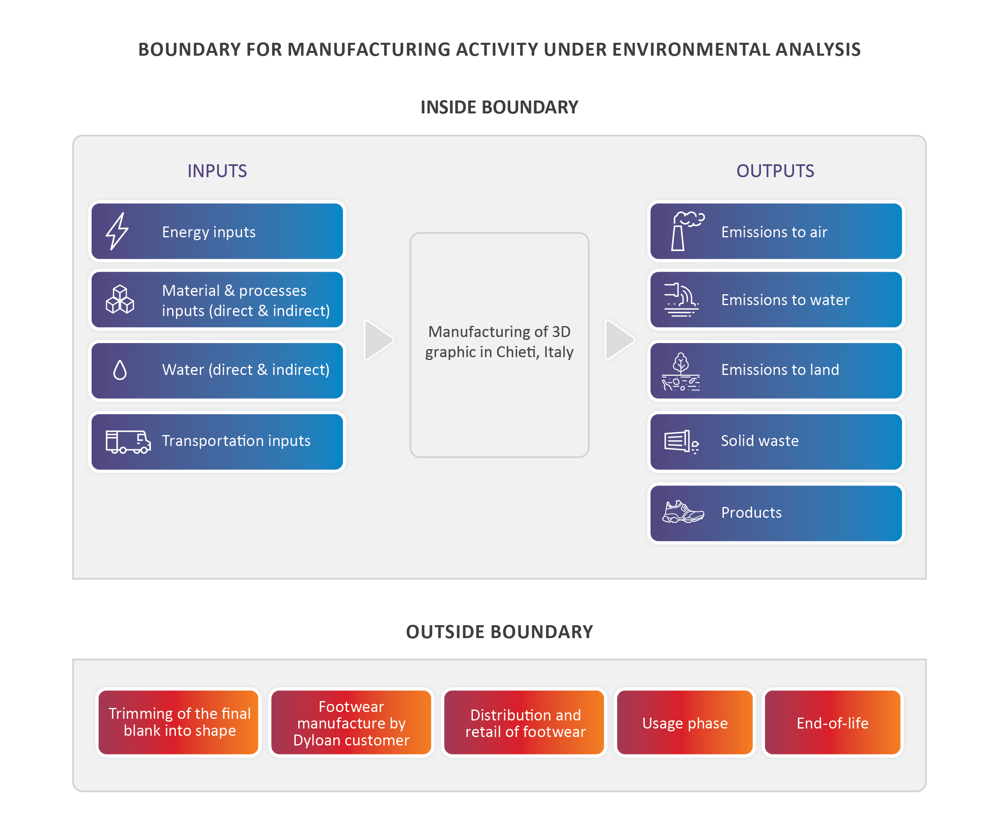 BOUNDARY FOR MANUFACTURING ACTIVITY UNDER ENVIRONMENTAL ANALYSIS
INSIDE BOUNDARY
INPUTS
Energy inputs
Material & processes
inputs (direct & indirect)
Water (direct & indirect)
Transportation inputs
Manufacturing of 3D
graphic in Chieti, Italy
OUTPUTS
Emissions to air
Emissions to water
Emissions to land
Solid waste
Products
OUTSIDE BOUNDARY
Trimming of the final
blank into shape
Footwear
manufacture by
Dyloan customer
Distribution and
retail of footwear
Usage phase
End-of-life